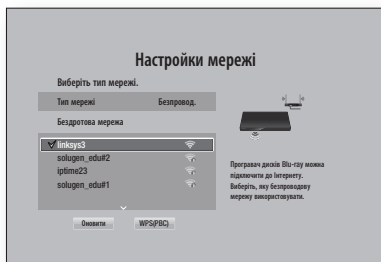 Настройки мережі
Виберіть тип мережі.
Тип мережі Безпровод.
Бездротова мережа
linksys3
solugen_edu#2
iptime23
solugen_edu#1
Програвач дисків Blu-ray можна
підключити до Інтернету.
Виберіть, яку безпроводову
мережу використовувати.
Оновити WPS(PBC)